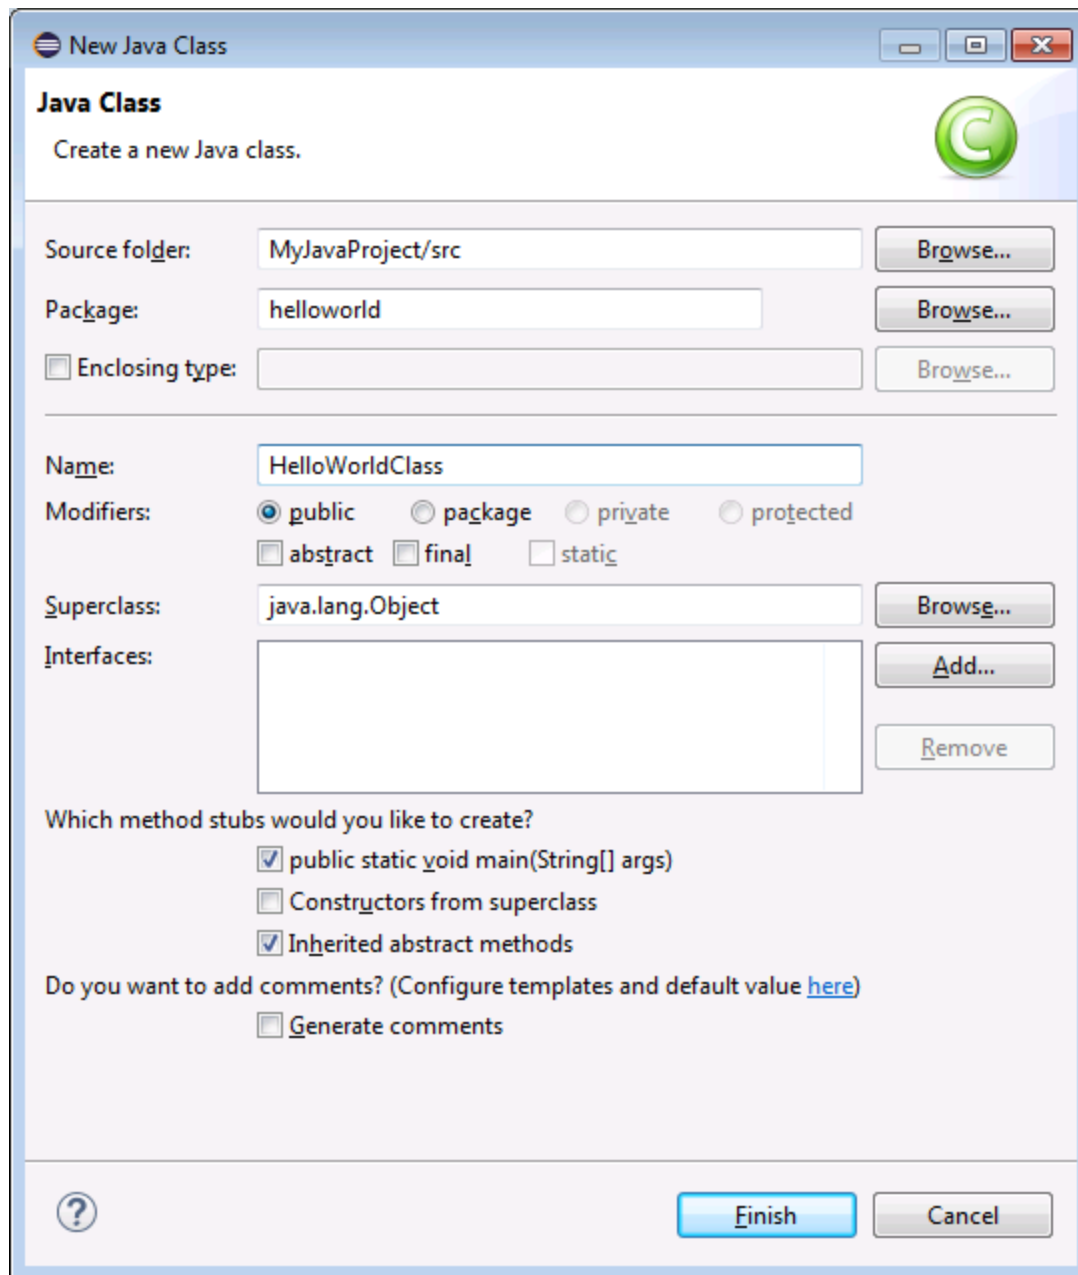 New Java Class
Java Class
Create a new Java class.
Source folder: MyJavaProject/src Browse...
Package: helloworld Browse...
Enclosing type: Browse...
Name: HelloWorldClass
Modifiers: public package private protected
abstract final static
Superclass: java.lang.Object Browse...
Interfaces: Add...
Remove
Which method stubs would you like to create?
public static void main(String[] args)
Constructors from superclass
Inherited abstract methods
Do you want to add comments? (Configure templates and default value here)
Generate comments
? Finish Cancel